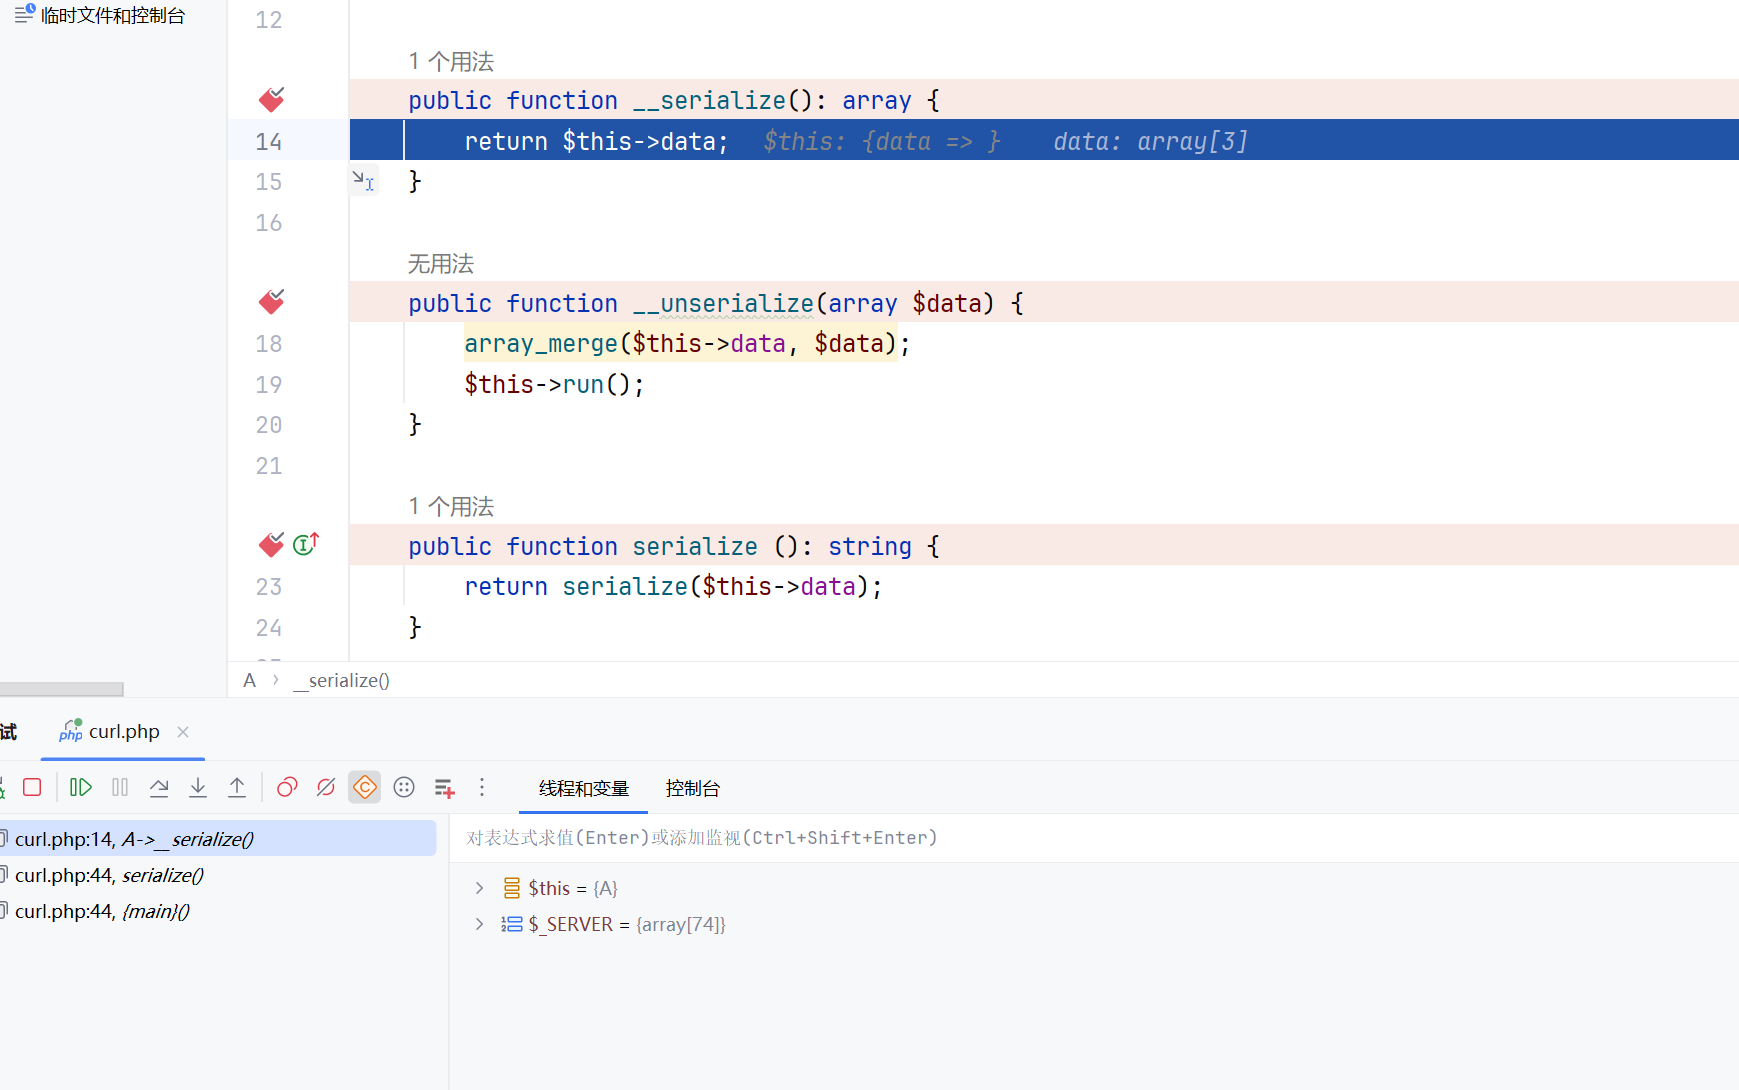 临时文件和控制台
12
1 个用法
public function __serialize(): array {
14 return $this->data; $this: {data => } data: array[3]
15 }
16
无用法
public function __unserialize(array $data) {
18 array_merge($this->data, $data);
19 $this->run();
20 }
21
1 个用法
public function serialize (): string {
23 return serialize($this->data);
24 }
A › __serialize()
试 curl.php
线程和变量 控制台
curl.php:14, A->__serialize()
curl.php:44, serialize()
curl.php:44, {main}()
对表达式求值(Enter)或添加监视(Ctrl+Shift+Enter)
$this = {A}
$_SERVER = {array[74]}